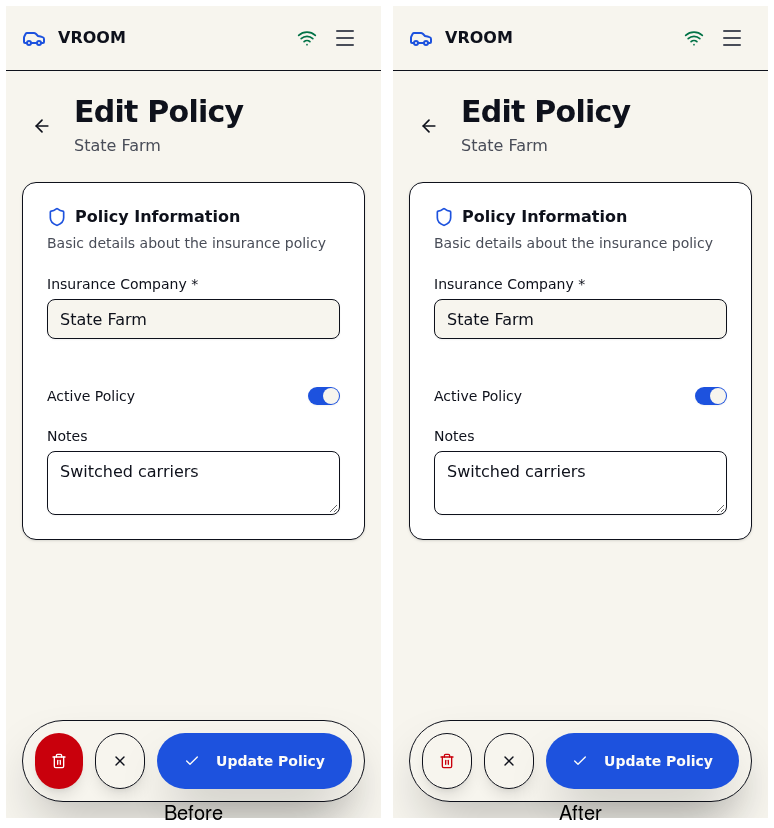 VROOM
Edit Policy
State Farm
Policy Information
Basic details about the insurance policy
Insurance Company *
State Farm
Active Policy
Notes
Switched carriers
Update Policy
Before
VROOM
Edit Policy
State Farm
Policy Information
Basic details about the insurance policy
Insurance Company *
State Farm
Active Policy
Notes
Switched carriers
Update Policy
After